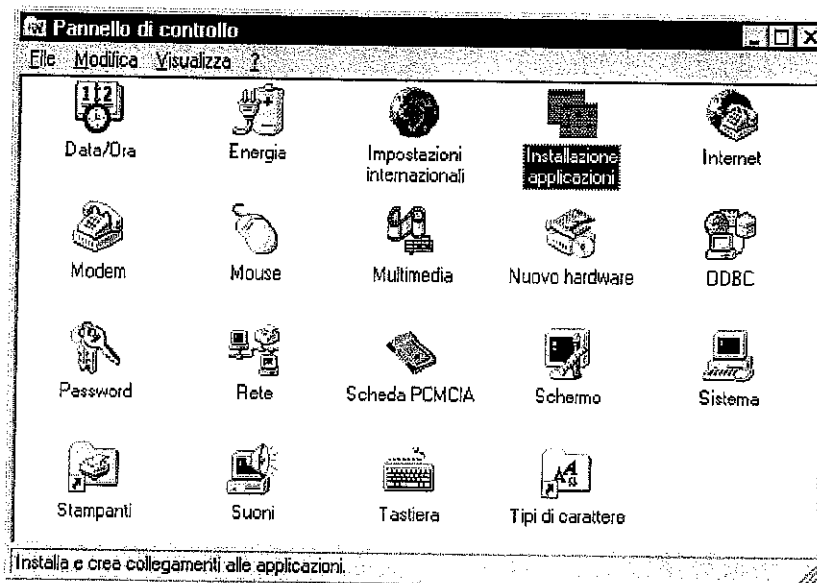 Pannello di controllo
File Modifica Visualizza ?
Data/Ora
Energia
Impostazioni
internazionali
Installazione
applicazioni
Internet
Modem
Mouse
Multimedia
Nuovo hardware
ODBC
Password
Rete
Scheda PCMCIA
Schermo
Sistema
Stampanti
Suoni
Tastiera
Tipi di carattere
Installa e crea collegamenti alle applicazioni.